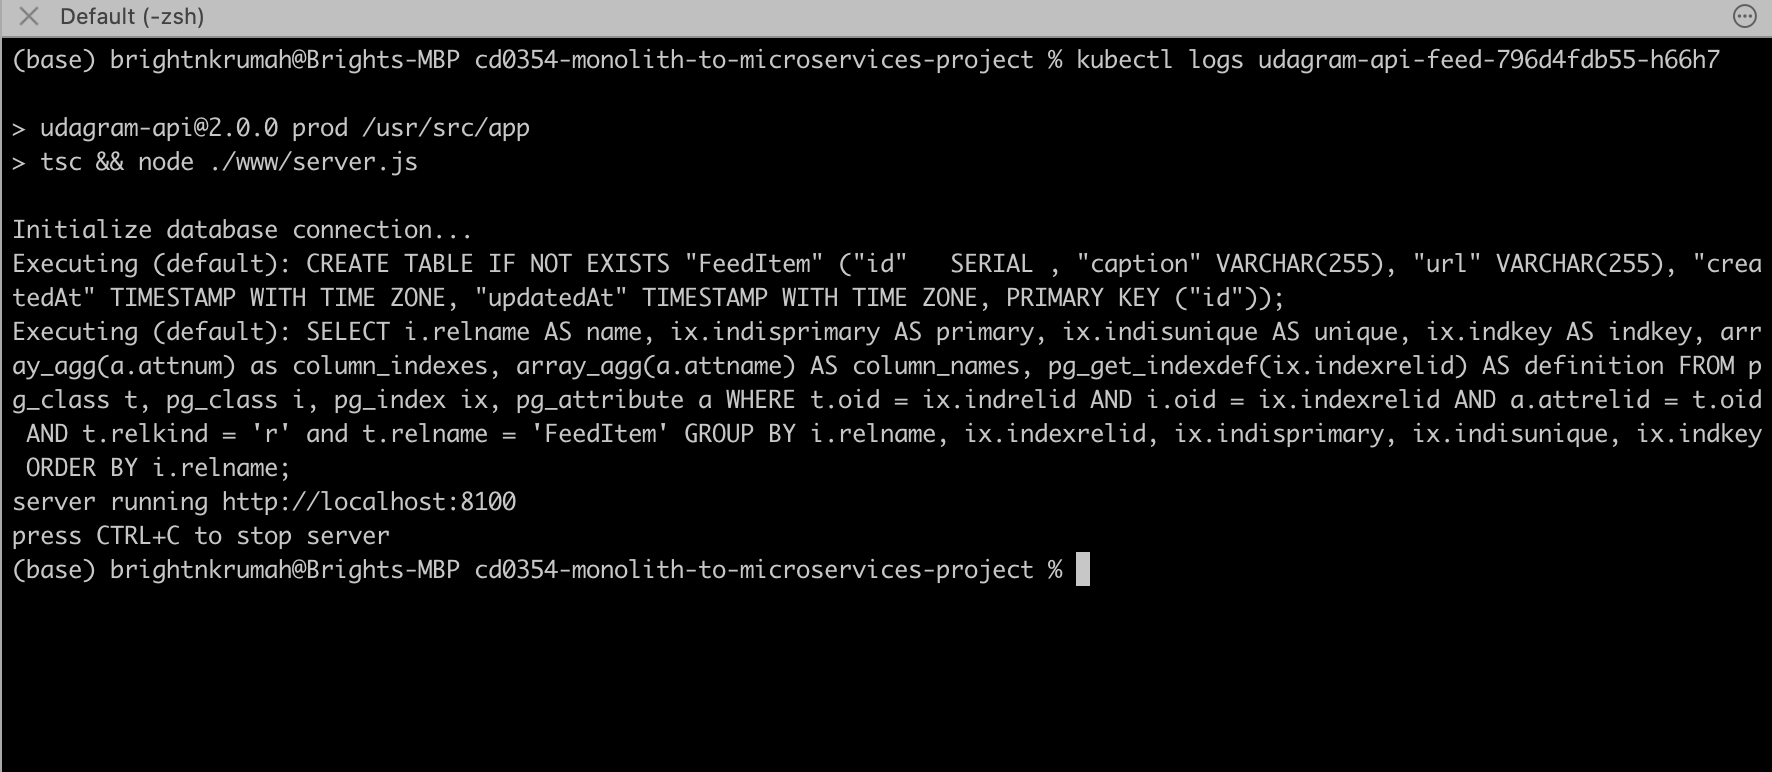 Default (-zsh)
(base) brightnkrumah@Brights-MBP cd0354-monolith-to-microservices-project % kubectl logs udagram-api-feed-796d4fdb55-h66h7
> udagram-api@2.0.0 prod /usr/src/app
> tsc && node ./www/server.js
Initialize database connection...
Executing (default): CREATE TABLE IF NOT EXISTS "FeedItem" ("id"   SERIAL , "caption" VARCHAR(255), "url" VARCHAR(255), "crea
tedAt" TIMESTAMP WITH TIME ZONE, "updatedAt" TIMESTAMP WITH TIME ZONE, PRIMARY KEY ("id"));
Executing (default): SELECT i.relname AS name, ix.indisprimary AS primary, ix.indisunique AS unique, ix.indkey AS indkey, arr
ay_agg(a.attnum) as column_indexes, array_agg(a.attname) AS column_names, pg_get_indexdef(ix.indexrelid) AS definition FROM p
g_class t, pg_class i, pg_index ix, pg_attribute a WHERE t.oid = ix.indrelid AND i.oid = ix.indexrelid AND a.attrelid = t.oid
 AND t.relkind = 'r' and t.relname = 'FeedItem' GROUP BY i.relname, ix.indexrelid, ix.indisprimary, ix.indisunique, ix.indkey
 ORDER BY i.relname;
server running http://localhost:8100
press CTRL+C to stop server
(base) brightnkrumah@Brights-MBP cd0354-monolith-to-microservices-project %